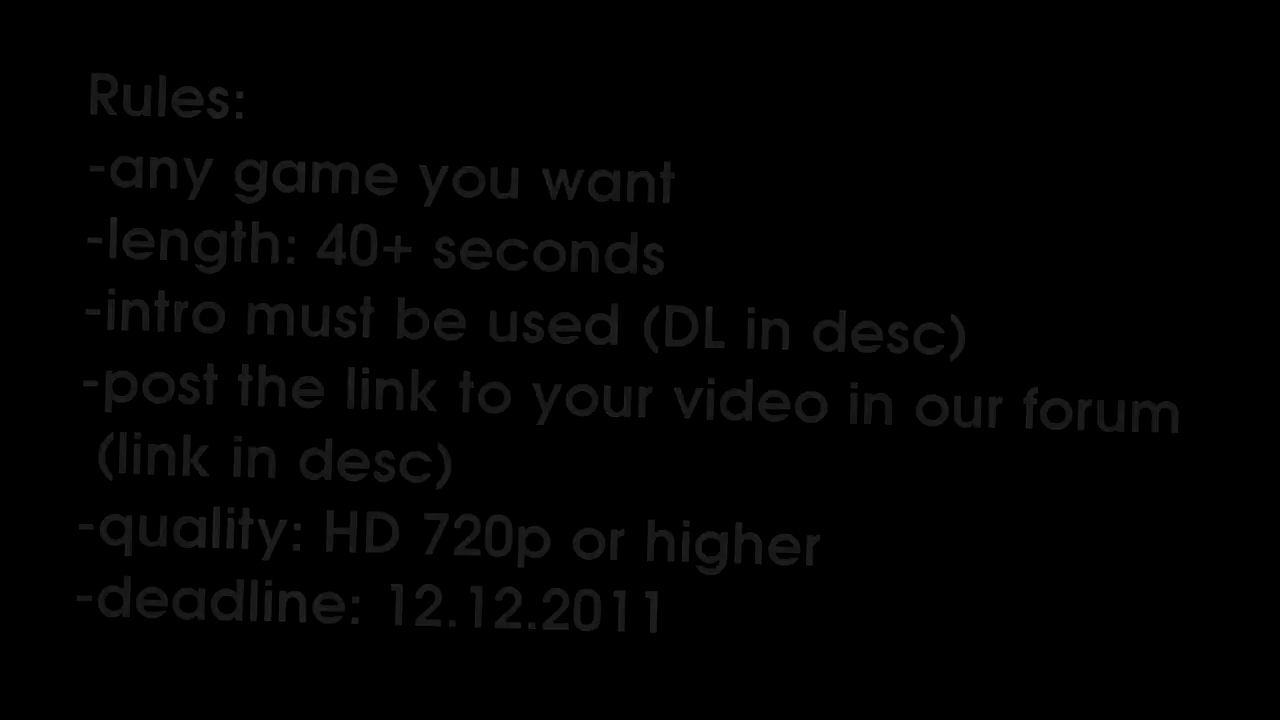 Rules:
-any game you want
-length: 40+ seconds
-intro must be used (DL in desc)
-post the link to your video in our forum
(link in desc)
-quality: HD 720p or higher
-deadline: 12.12.2011